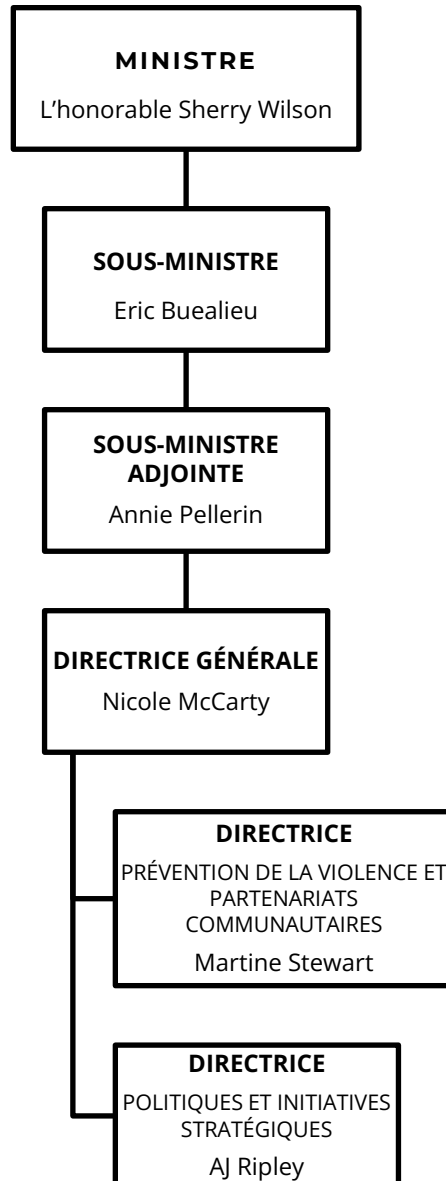 MINISTRE
L’honorable Sherry Wilson
SOUS-MINISTRE
Eric Buealieu
SOUS-MINISTRE
ADJOINTE
Annie Pellerin
DIRECTRICE GÉNÉRALE
Nicole McCarty
DIRECTRICE
PRÉVENTION DE LA VIOLENCE ET
PARTENARIATS
COMMUNAUTAIRES
Martine Stewart
DIRECTRICE
POLITIQUES ET INITIATIVES
STRATÉGIQUES
AJ Ripley